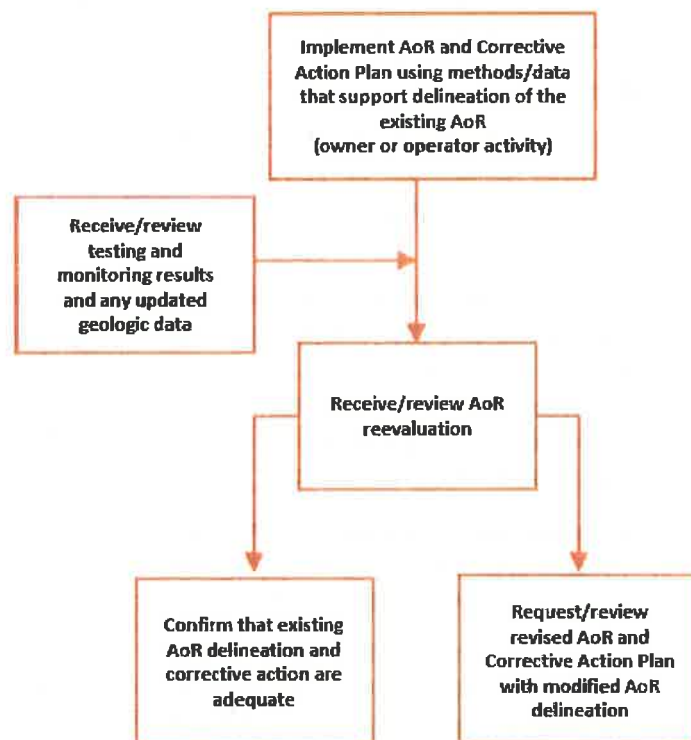 Implement AoR and Corrective
Action Plan using methods/data
that support delineation of the
existing AoR
(owner or operator activity)
Receive/review
testing and
monitoring results
and any updated
geologic data
Receive/review AoR
reevaluation
Confirm that existing
AoR delineation and
corrective action are
adequate
Request/review
revised AoR and
Corrective Action Plan
with modified AoR
delineation